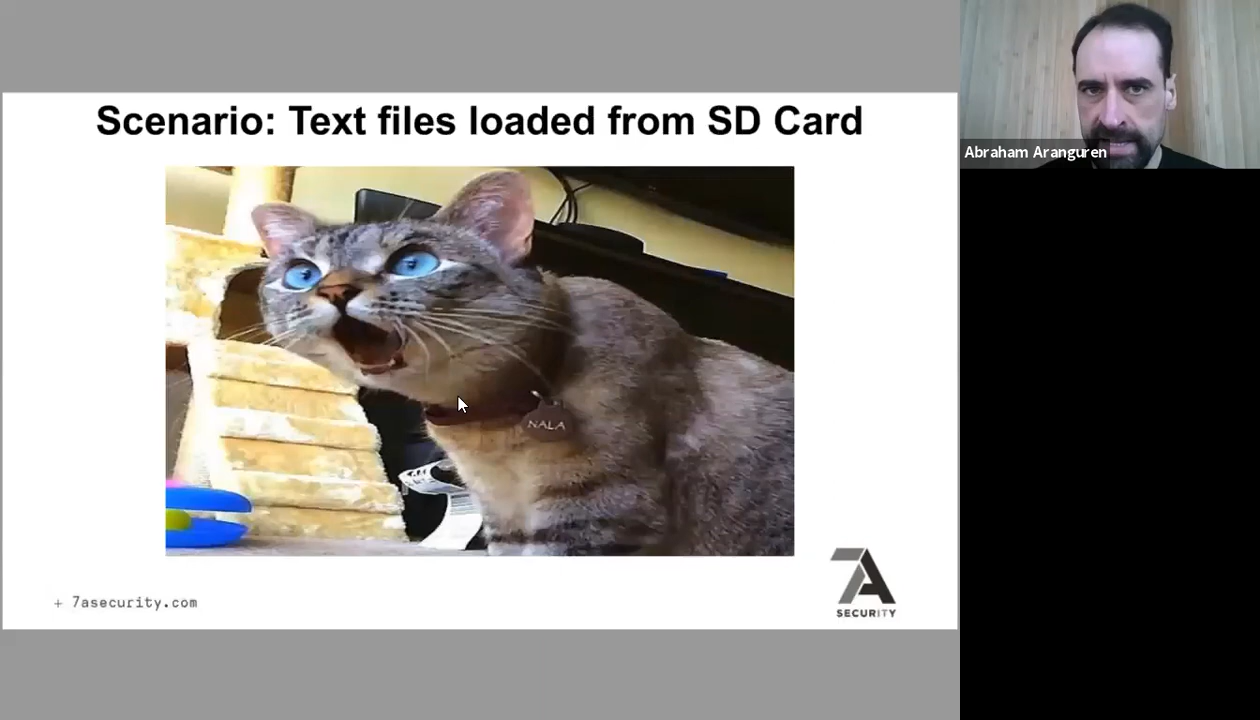 Scenario: Text files loaded from SD Card
Abraham Aranguren
NALA
+ 7asecurity.com
7A
SECURITY